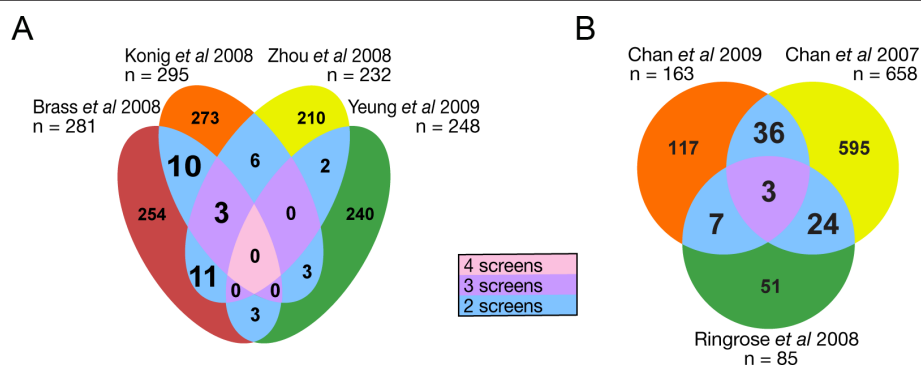 A
Konig et al 2008
n = 295
Zhou et al 2008
n = 232
Brass et al 2008
n = 281
Yeung et al 2009
n = 248
273
210
10
6
2
254
3
0
240
0
11
0
0
3
3
4 screens
3 screens
2 screens
B
Chan et al 2009
n = 163
Chan et al 2007
n = 658
36
117
595
3
7
24
51
Ringrose et al 2008
n = 85